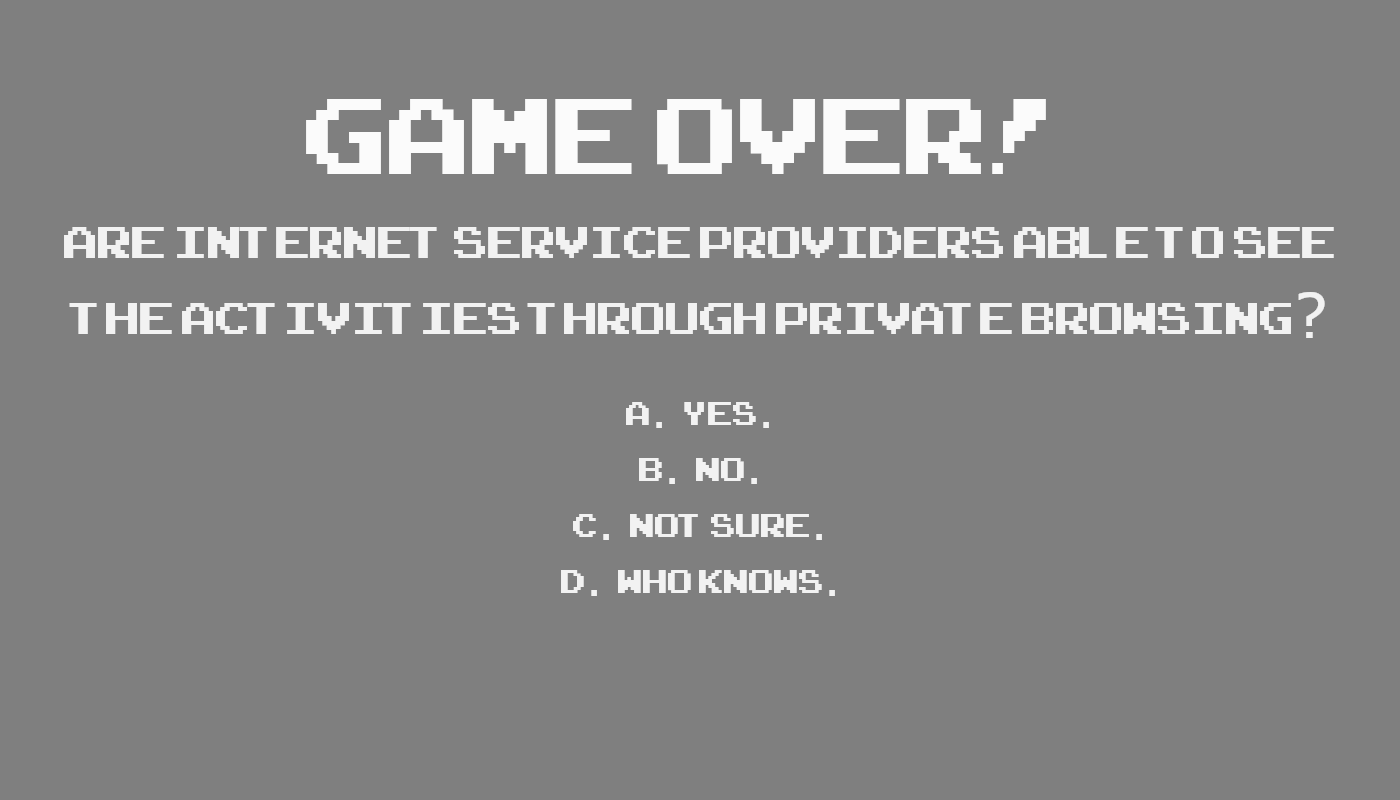 GAME OVER!
ARE INTERNET SERVICE PROVIDERS ABLE TO SEE
THE ACTIVITIES THROUGH PRIVATE BROWSING?
A. YES.
B. NO.
C. NOT SURE.
D. WHO KNOWS.